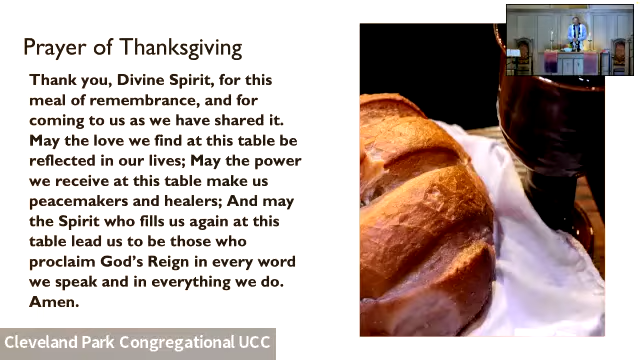 Prayer of Thanksgiving
Thank you, Divine Spirit, for this
meal of remembrance, and for
coming to us as we have shared it.
May the love we find at this table be
reflected in our lives; May the power
we receive at this table make us
peacemakers and healers; And may
the Spirit who fills us again at this
table lead us to be those who
proclaim God's Reign in every word
we speak and in everything we do.
Amen.
Cleveland Park Congregational UCC